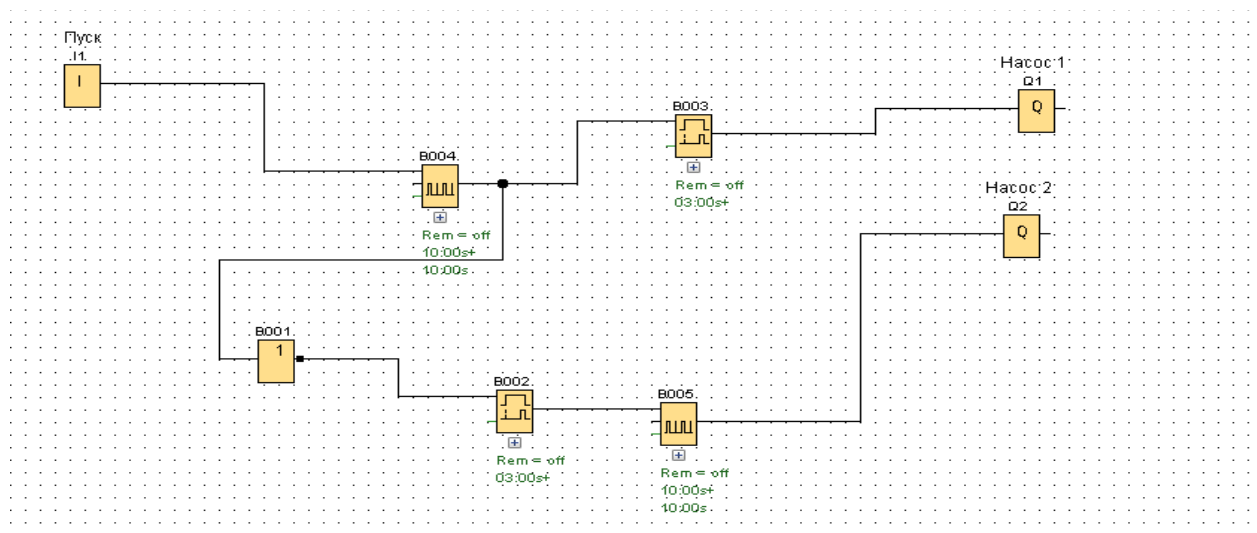 Пуск
I1
I
B004
Rem = off
10:00s+
10:00s
B003
Rem = off
03:00s+
Насос 1
Q1
Q
Насос 2
Q2
Q
B001
1
B002
Rem = off
03:00s+
B005
Rem = off
10:00s+
10:00s